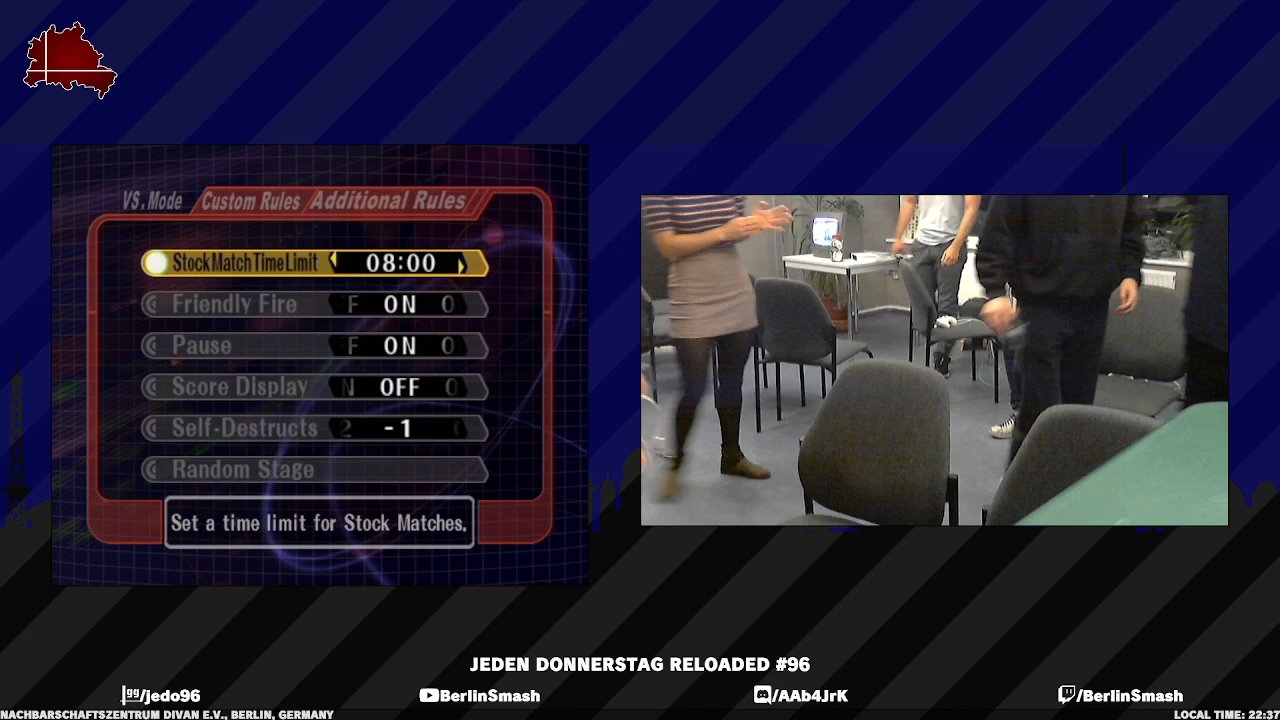 VS. Mode Custom Rules Additional Rules
Stock Match Time Limit 08:00
Friendly Fire F ON O
Pause F ON O
Score Display N OFF O
Self-Destructs 2 -1
Random Stage
Set a time limit for Stock Matches.
JEDEN DONNERSTAG RELOADED #96
gg/jedo96 BerlinSmash /AAb4JrK /BerlinSmash
NACHBARSCHAFTSZENTRUM DIVAN E.V., BERLIN, GERMANY LOCAL TIME: 22:37